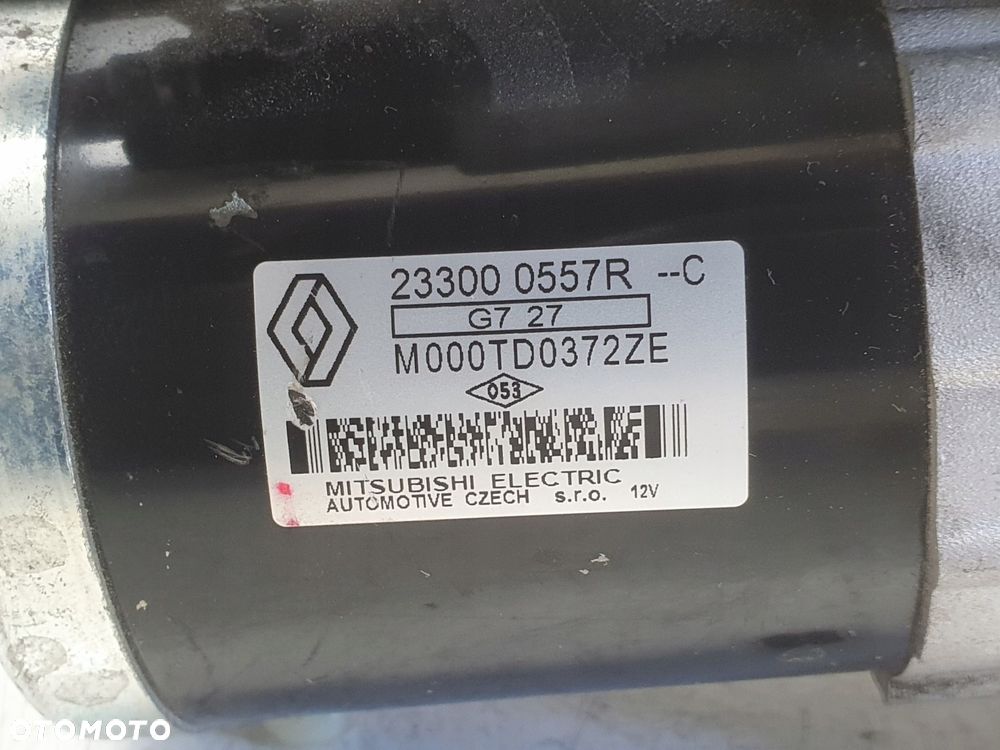 23300 0557R --C
G7 27
M000TD0372ZE
053
MITSUBISHI ELECTRIC
AUTOMOTIVE CZECH s.r.o. 12V
OTOMOTO